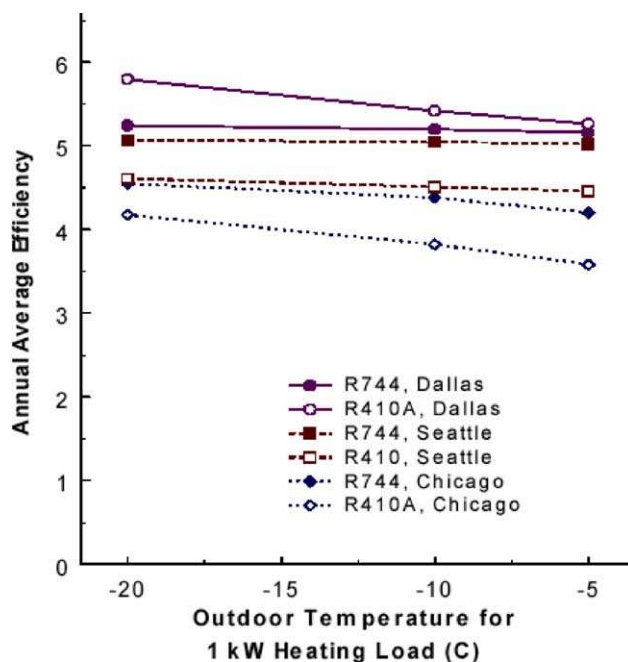 6
5
4
3
2
1
0
Annual Average Efficiency
R744, Dallas
R410A, Dallas
R744, Seattle
R410, Seattle
R744, Chicago
R410A, Chicago
-20 -15 -10 -5
Outdoor Temperature for
1 kW Heating Load (C)